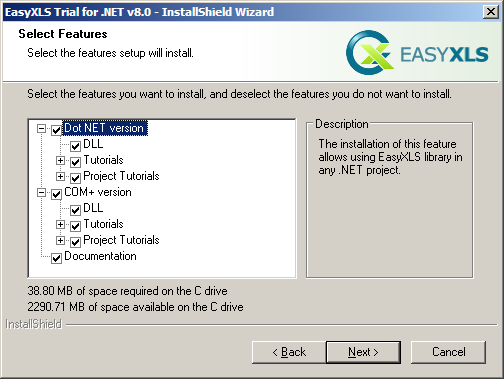 EasyXLS Trial for .NET v8.0 - InstallShield Wizard
Select Features
Select the features setup will install.
EASYXLS
Select the features you want to install, and deselect the features you do not want to install.
Dot NET version
DLL
Tutorials
Project Tutorials
COM+ version
DLL
Tutorials
Project Tutorials
Documentation
Description
The installation of this feature
allows using EasyXLS library in
any .NET project.
38.80 MB of space required on the C drive
2290.71 MB of space available on the C drive
InstallShield
< Back
Next >
Cancel